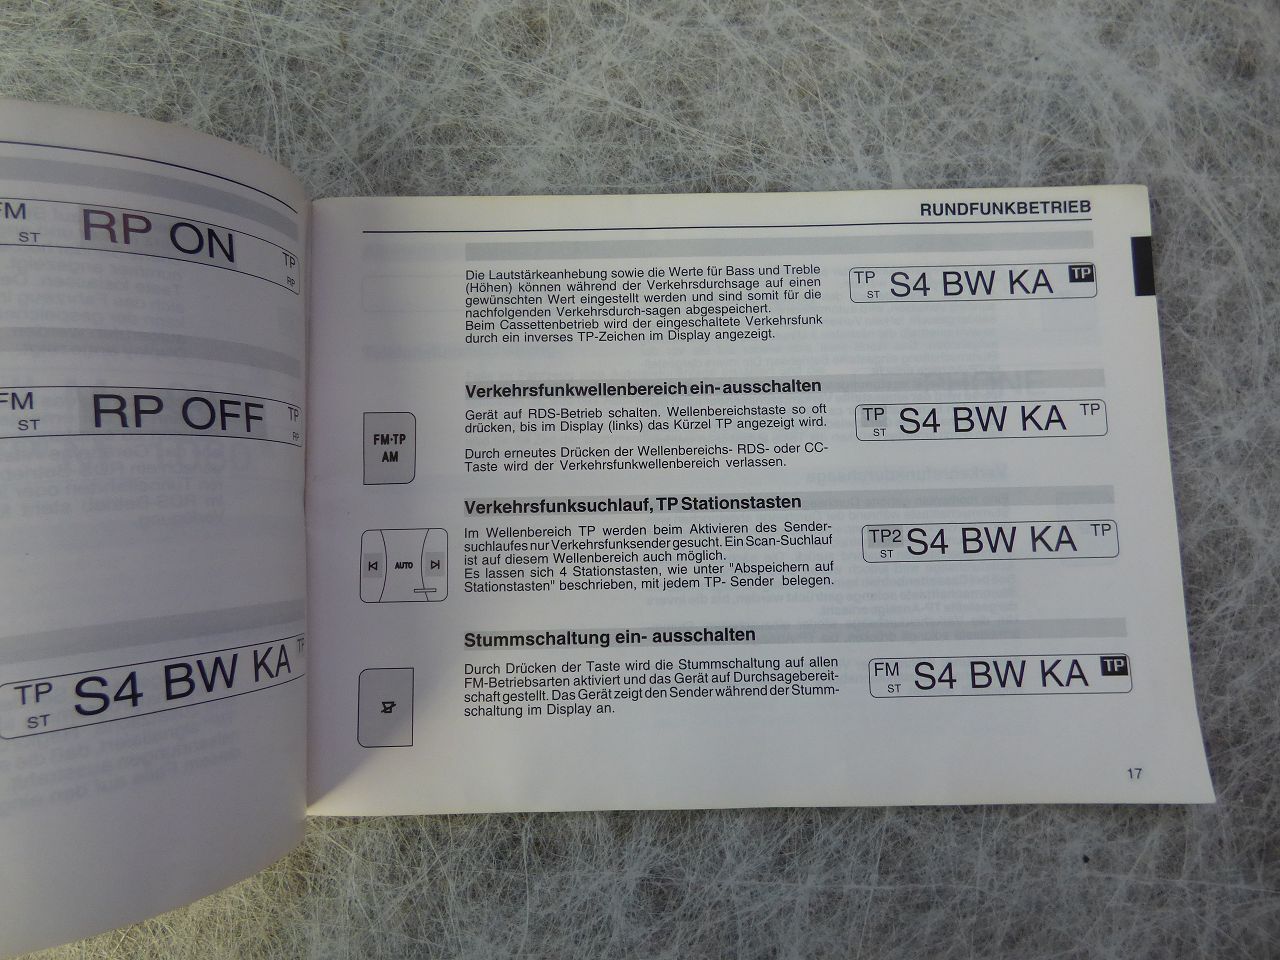 FM
RP ON
TP
ST
RP
FM
RP OFF
TP
ST
RP
TP
S4 BW KA
TP
ST
RUNDFUNKBETRIEB
Die Lautstärkeanhebung sowie die Werte für Bass und Treble
(Höhen) können während der Verkehrsdurchsage auf einen
gewünschten Wert eingestellt werden und sind somit für die
nachfolgenden Verkehrsdurch-sagen abgespeichert.
Beim Cassettenbetrieb wird der eingeschaltete Verkehrsfunk
durch ein inverses TP-Zeichen im Display angezeigt.
TP
ST
S4 BW KA
TP
Verkehrsfunkwellenbereich ein- ausschalten
FM·TP
AM
Gerät auf RDS-Betrieb schalten. Wellenbereichstaste so oft
drücken, bis im Display (links) das Kürzel TP angezeigt wird.
Durch erneutes Drücken der Wellenbereichs- RDS- oder CC-
Taste wird der Verkehrsfunkwellenbereich verlassen.
TP
ST
S4 BW KA
TP
Verkehrsfunksuchlauf, TP Stationstasten
AUTO
Im Wellenbereich TP werden beim Aktivieren des Sender-
suchlaufes nur Verkehrsfunksender gesucht. Ein Scan-Suchlauf
ist auf diesem Wellenbereich auch möglich.
Es lassen sich 4 Stationstasten, wie unter "Abspeichern auf
Stationstasten" beschrieben, mit jedem TP- Sender belegen.
TP2
ST
S4 BW KA
TP
Stummschaltung ein- ausschalten
Durch Drücken der Taste wird die Stummschaltung auf allen
FM-Betriebsarten aktiviert und das Gerät auf Durchsagebereit-
schaft gestellt. Das Gerät zeigt den Sender während der Stumm-
schaltung im Display an.
FM
ST
S4 BW KA
TP
17